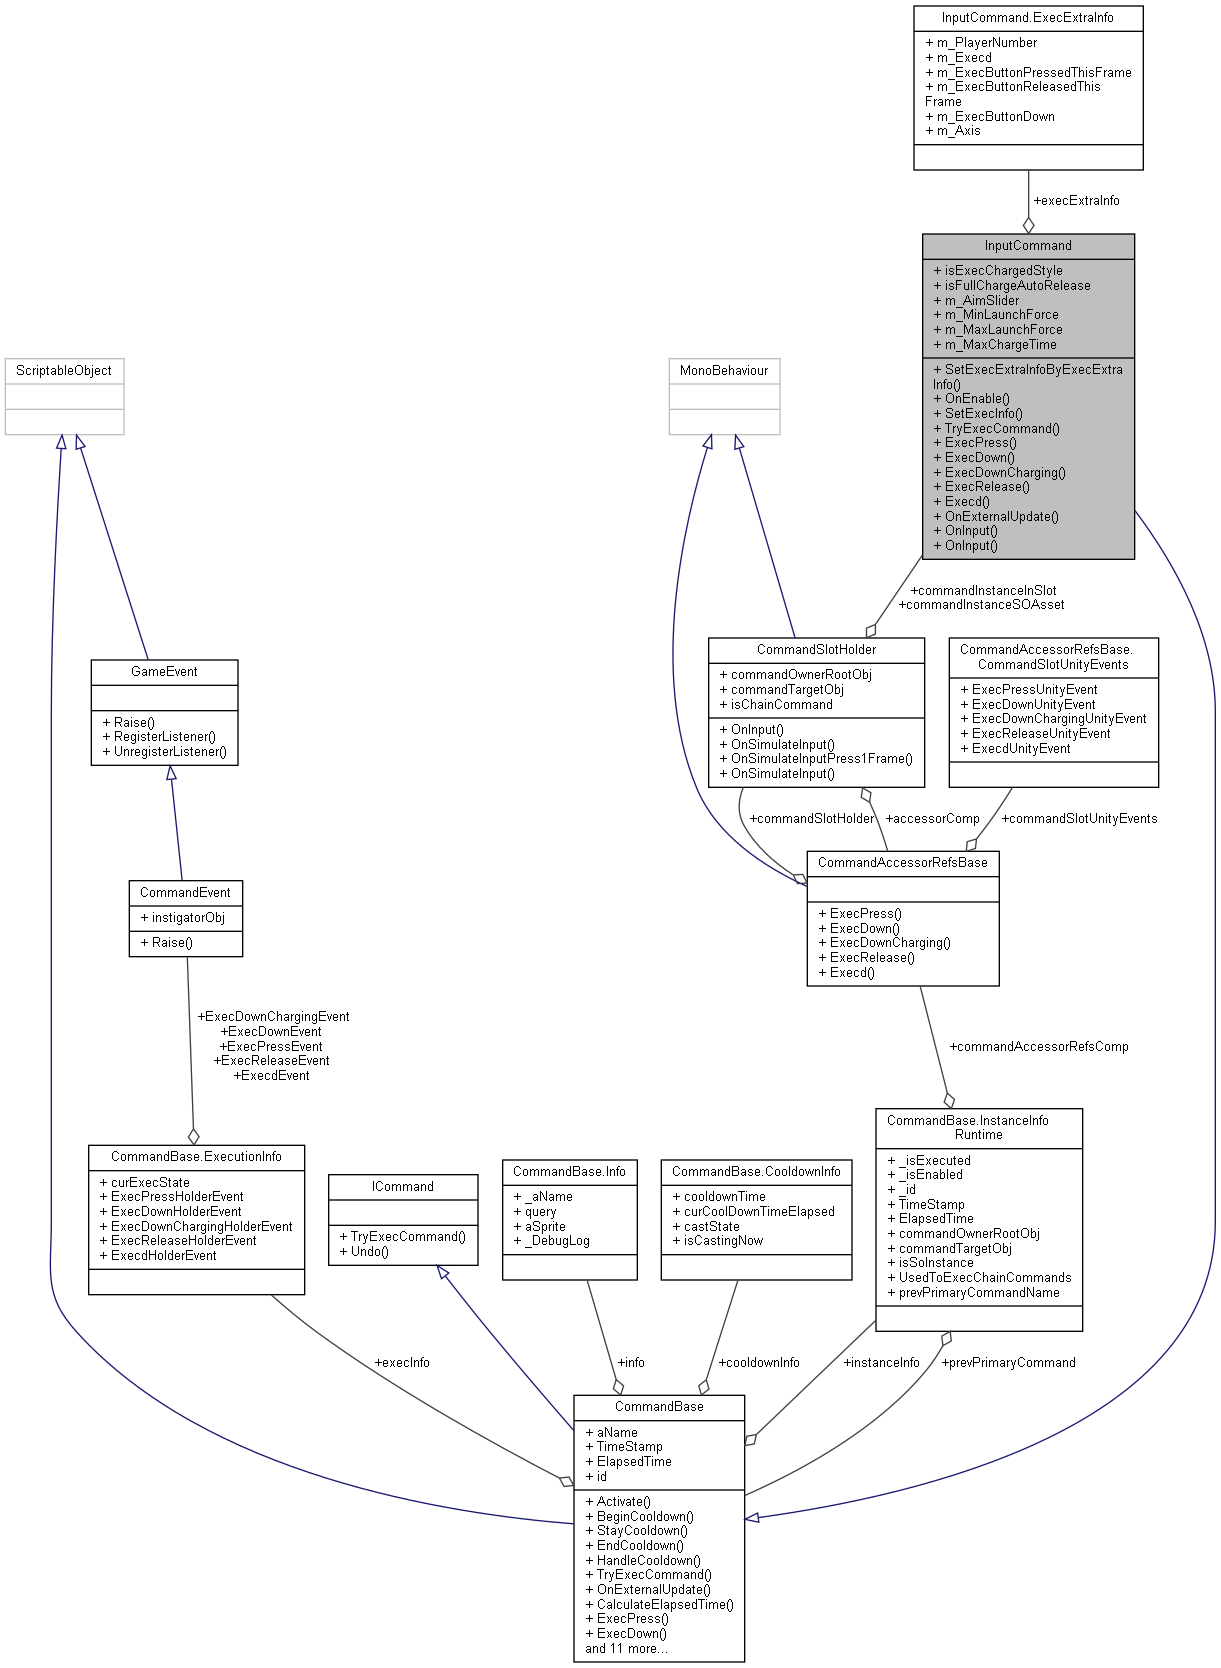 InputCommand.ExecExtraInfo
+ m_PlayerNumber
+ m_Execd
+ m_ExecButtonPressedThisFrame
+ m_ExecButtonReleasedThis
Frame
+ m_ExecButtonDown
+ m_Axis
+execExtraInfo
InputCommand
+ isExecChargedStyle
+ isFullChargeAutoRelease
+ m_AimSlider
+ m_MinLaunchForce
+ m_MaxLaunchForce
+ m_MaxChargeTime
+ SetExecExtraInfoByExecExtra
Info()
+ OnEnable()
+ SetExecInfo()
+ TryExecCommand()
+ ExecPress()
+ ExecDown()
+ ExecDownCharging()
+ ExecRelease()
+ Execd()
+ OnExternalUpdate()
+ OnInput()
+ OnInput()
ScriptableObject
MonoBehaviour
+commandInstanceInSlot
+commandInstanceSOAsset
GameEvent
+ Raise()
+ RegisterListener()
+ UnregisterListener()
CommandSlotHolder
+ commandOwnerRootObj
+ commandTargetObj
+ isChainCommand
+ OnInput()
+ OnSimulateInput()
+ OnSimulateInputPress1Frame()
+ OnSimulateInput()
CommandAccessorRefsBase.
CommandSlotUnityEvents
+ ExecPressUnityEvent
+ ExecDownUnityEvent
+ ExecDownChargingUnityEvent
+ ExecReleaseUnityEvent
+ ExecdUnityEvent
+commandSlotHolder
+accessorComp
+commandSlotUnityEvents
CommandEvent
+ instigatorObj
+ Raise()
CommandAccessorRefsBase
+ ExecPress()
+ ExecDown()
+ ExecDownCharging()
+ ExecRelease()
+ Execd()
+ExecDownChargingEvent
+ExecDownEvent
+ExecPressEvent
+ExecReleaseEvent
+ExecdEvent
+commandAccessorRefsComp
CommandBase.ExecutionInfo
+ curExecState
+ ExecPressHolderEvent
+ ExecDownHolderEvent
+ ExecDownChargingHolderEvent
+ ExecReleaseHolderEvent
+ ExecdHolderEvent
ICommand
+ TryExecCommand()
+ Undo()
CommandBase.Info
+ _aName
+ query
+ aSprite
+ _DebugLog
CommandBase.CooldownInfo
+ cooldownTime
+ curCoolDownTimeElapsed
+ castState
+ isCastingNow
CommandBase.InstanceInfo
Runtime
+ _isExecuted
+ _isEnabled
+ _id
+ TimeStamp
+ ElapsedTime
+ commandOwnerRootObj
+ commandTargetObj
+ isSoInstance
+ UsedToExecChainCommands
+ prevPrimaryCommandName
+execInfo
+info
+cooldownInfo
+instanceInfo
+prevPrimaryCommand
CommandBase
+ aName
+ TimeStamp
+ ElapsedTime
+ id
+ Activate()
+ BeginCooldown()
+ StayCooldown()
+ EndCooldown()
+ HandleCooldown()
+ TryExecCommand()
+ OnExternalUpdate()
+ CalculateElapsedTime()
+ ExecPress()
+ ExecDown()
and 11 more...